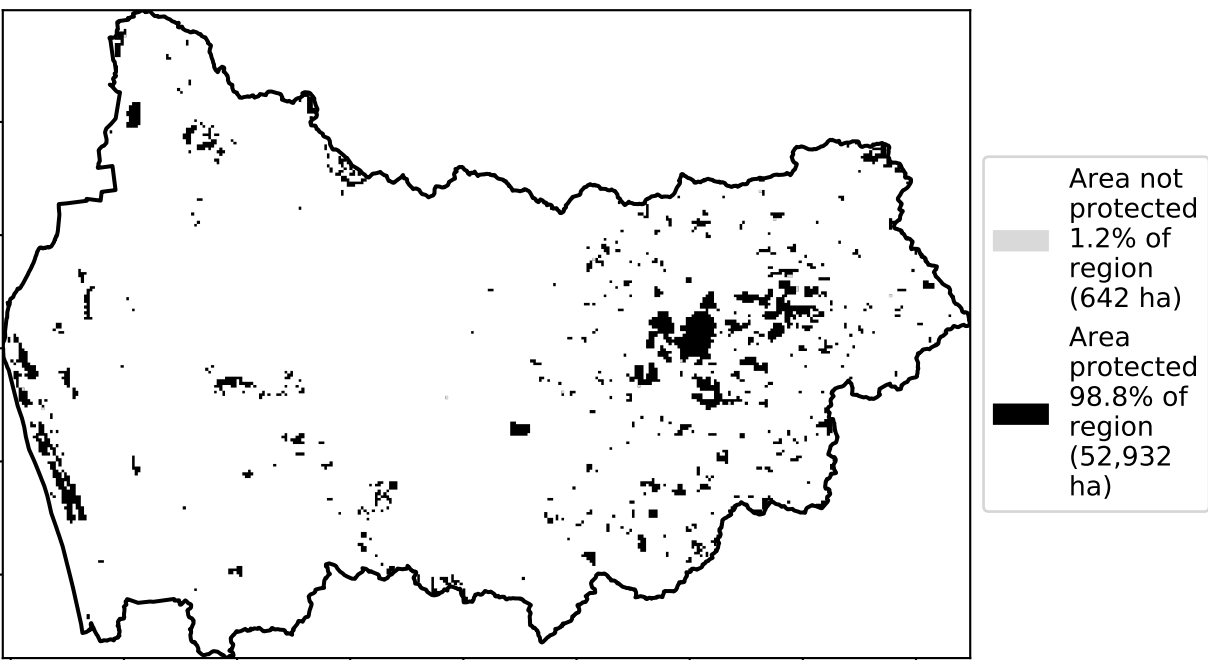 Area not
protected
1.2% of
region
(642 ha)
Area
protected
98.8% of
region
(52,932
ha)